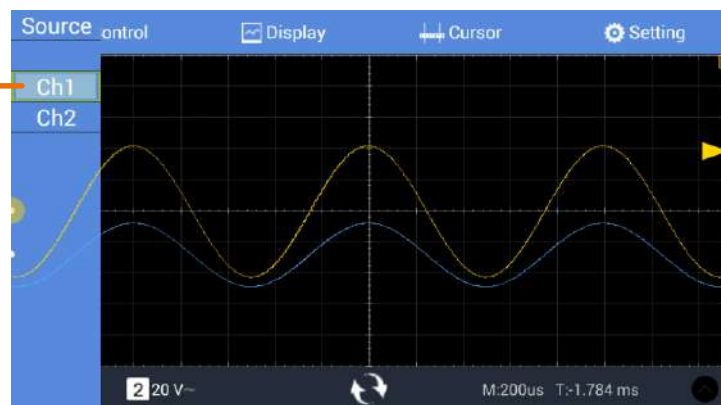 Source ontrol Display Cursor Setting
Ch1
Ch2
2 20 V~ M:200us T:-1.784 ms